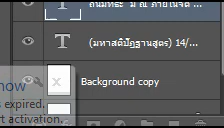 (มหาสติปัฏฐานสูตร) 14/...
Background copy
now
s expired.
rt activation.